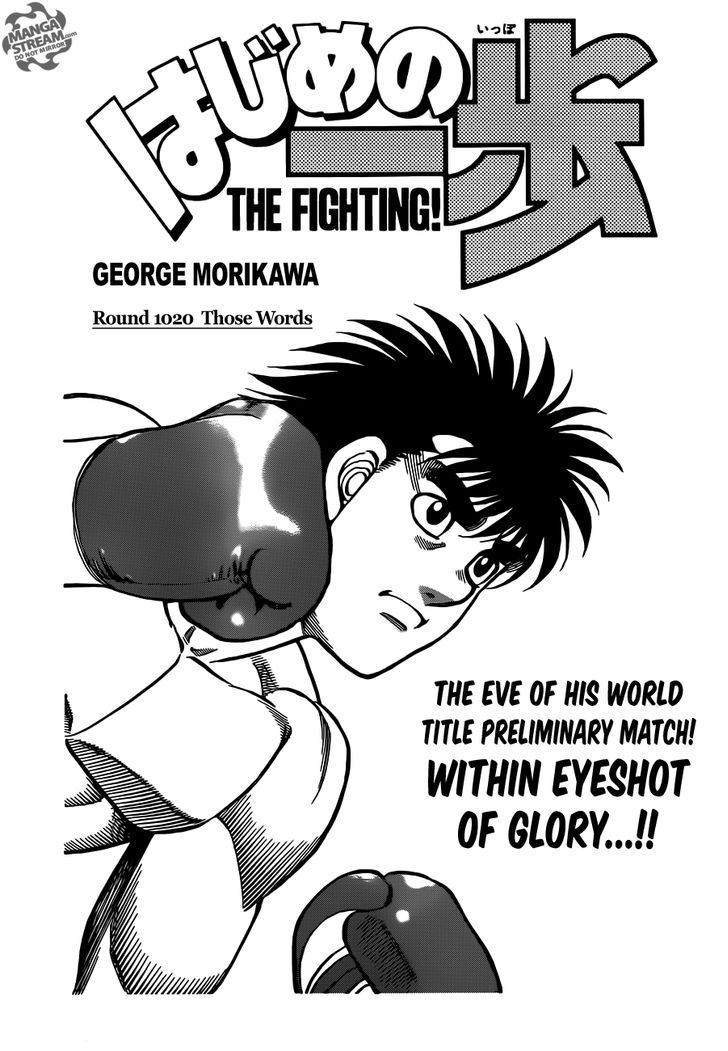 MANGA
STREAM.com
DO NOT MIRROR
いっぽ
はじめの一歩
THE FIGHTING!
GEORGE MORIKAWA
Round 1020 Those Words
THE EVE OF HIS WORLD
TITLE PRELIMINARY MATCH!
WITHIN EYESHOT
OF GLORY...!!